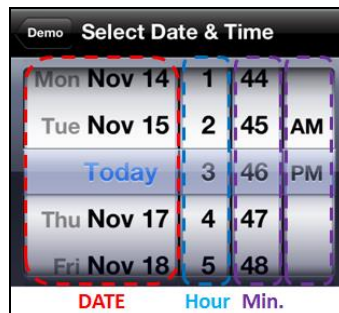 Demo Select Date & Time
Mon Nov 14 1 44
Tue Nov 15 2 45 AM
Today 3 46 PM
Thu Nov 17 4 47
Fri Nov 18 5 48
DATE Hour Min.